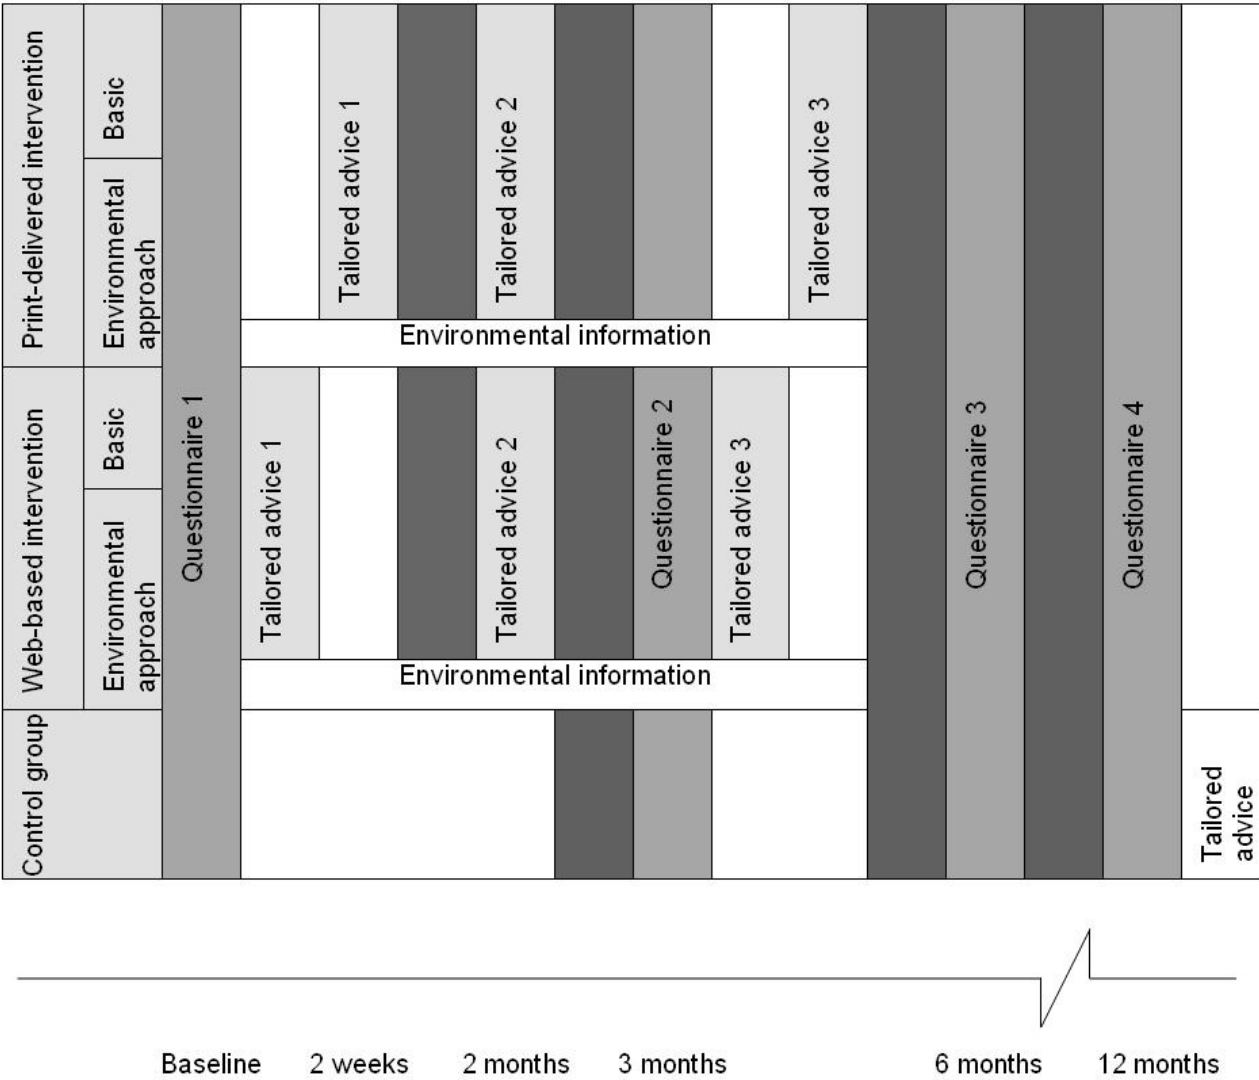 Print-delivered intervention
Basic
Environmental
approach
Web-based intervention
Basic
Environmental
approach
Control group
Questionnaire 1
Tailored advice 1
Tailored advice 2
Tailored advice 3
Environmental information
Tailored advice 1
Tailored advice 2
Questionnaire 2
Tailored advice 3
Environmental information
Questionnaire 3
Questionnaire 4
Tailored
advice
Baseline
2 weeks
2 months
3 months
6 months
12 months